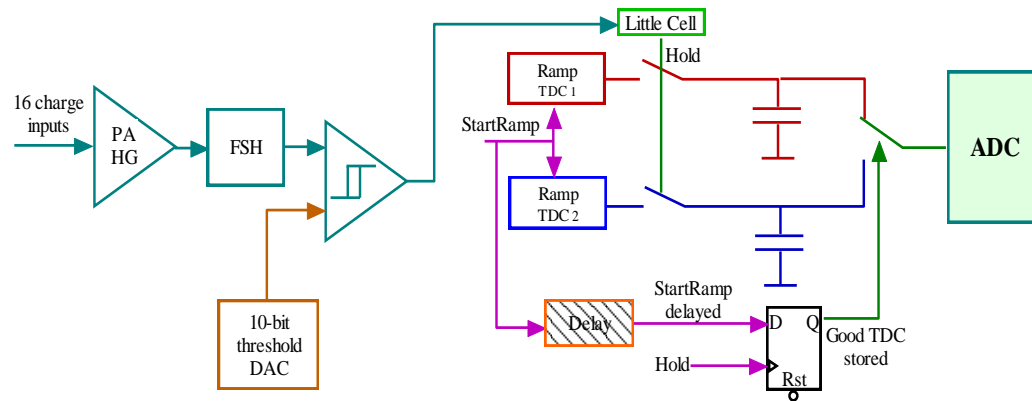 Little Cell
Hold
Ramp
TDC 1
16 charge
inputs
PA
HG
FSH
StartRamp
ADC
Ramp
TDC 2
StartRamp
delayed
10-bit
threshold
DAC
Delay
D
Q
Good TDC
stored
Hold
Rst